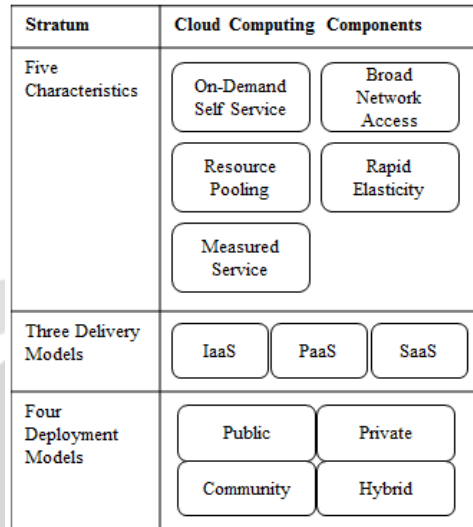 Stratum
Cloud Computing Components
Five
Characteristics
On-Demand
Self Service
Broad
Network
Access
Resource
Pooling
Rapid
Elasticity
Measured
Service
Three Delivery
Models
IaaS
PaaS
SaaS
Four
Deployment
Models
Public
Private
Community
Hybrid